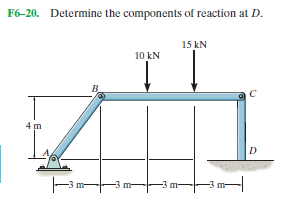 F6–20. Determine the components of reaction at D.
15 kN
10 kN
B
C
4 m
A
D
3 m 3 m 3 m 3 m